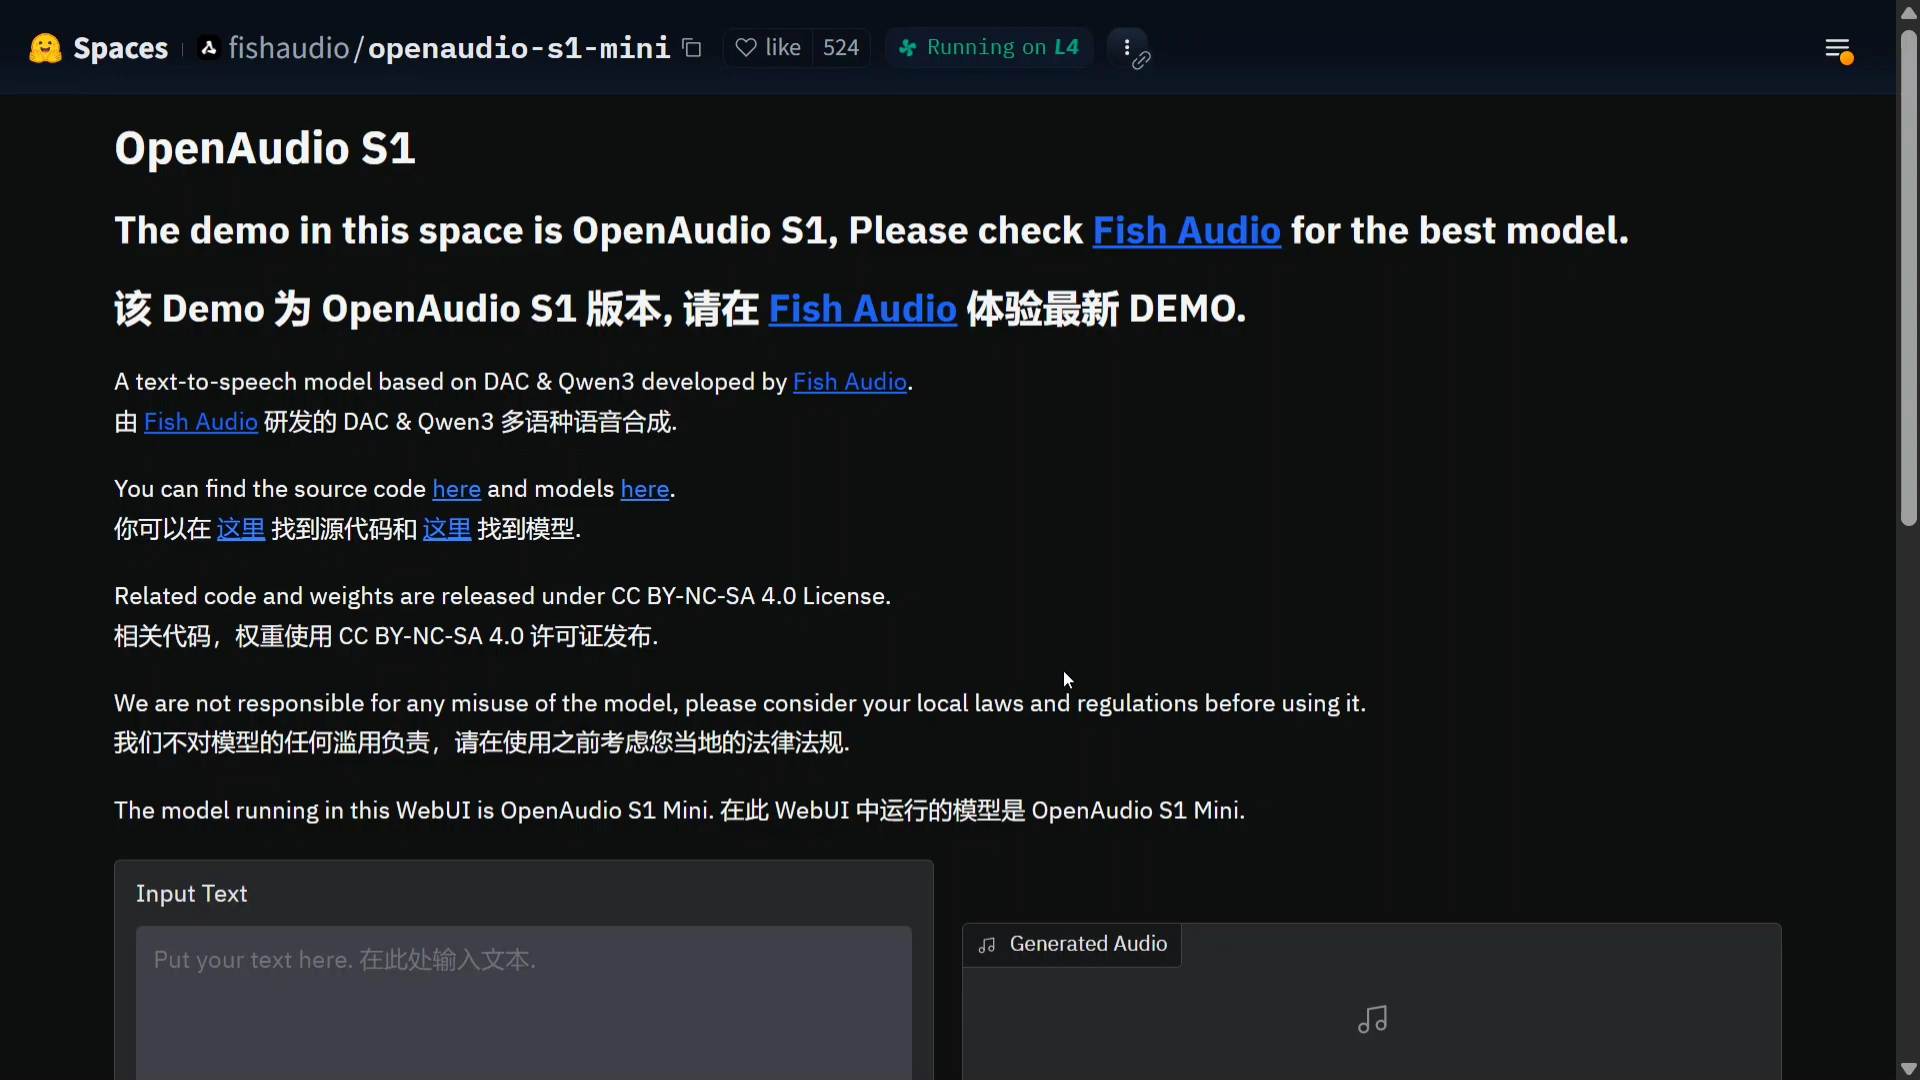 Spaces fishaudio/openaudio-s1-mini like 524 Running on L4
OpenAudio S1
The demo in this space is OpenAudio S1, Please check Fish Audio for the best model.
该 Demo 为 OpenAudio S1 版本, 请在 Fish Audio 体验最新 DEMO.
A text-to-speech model based on DAC & Qwen3 developed by Fish Audio.
由 Fish Audio 研发的 DAC & Qwen3 多语种语音合成.
You can find the source code here and models here.
你可以在 这里 找到源代码和 这里 找到模型.
Related code and weights are released under CC BY-NC-SA 4.0 License.
相关代码，权重使用 CC BY-NC-SA 4.0 许可证发布.
We are not responsible for any misuse of the model, please consider your local laws and regulations before using it.
我们不对模型的任何滥用负责，请在使用之前考虑您当地的法律法规.
The model running in this WebUI is OpenAudio S1 Mini. 在此 WebUI 中运行的模型是 OpenAudio S1 Mini.
Input Text
Put your text here. 在此处输入文本.
Generated Audio